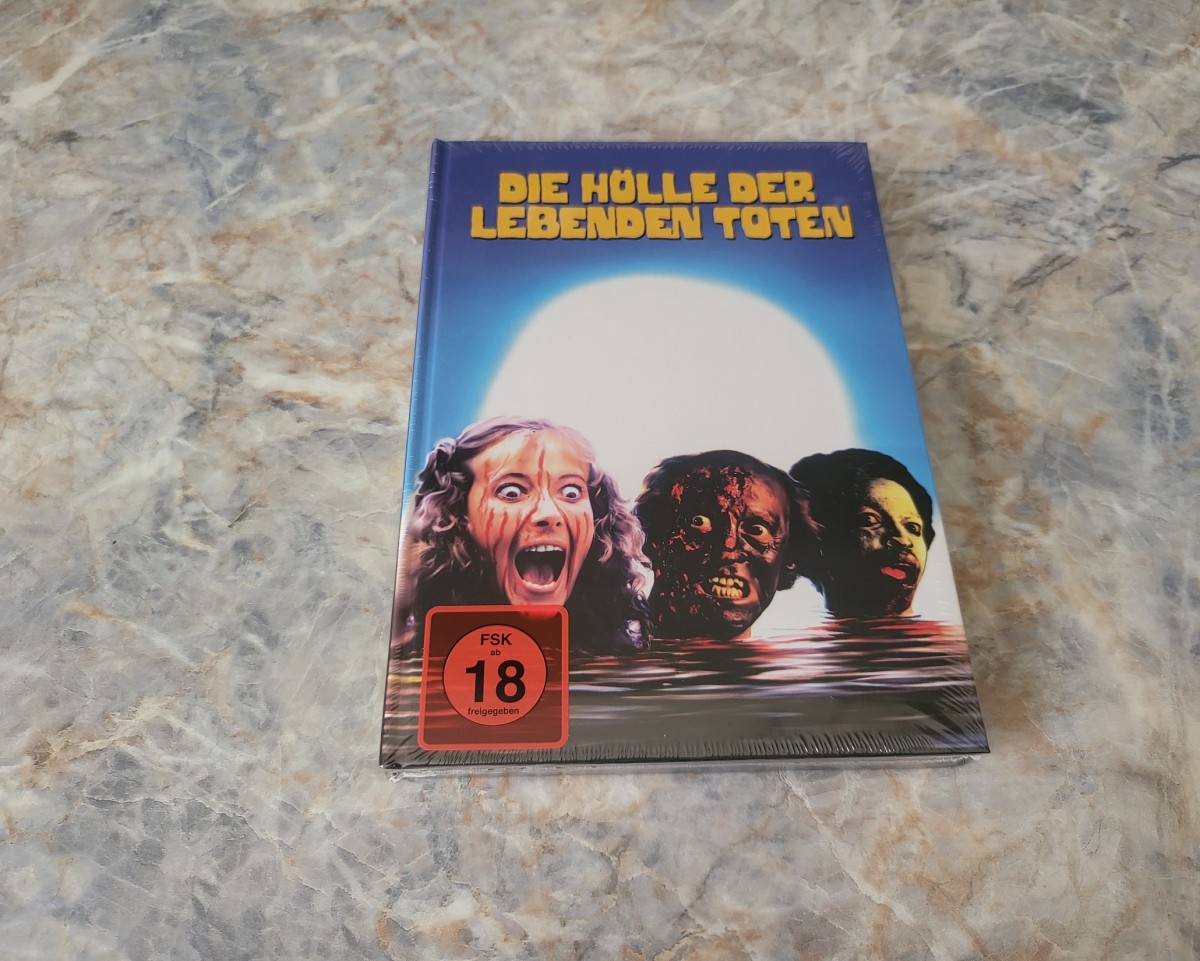 DIE HÖLLE DER
LEBENDEN TOTEN
FSK
ab
18
freigegeben